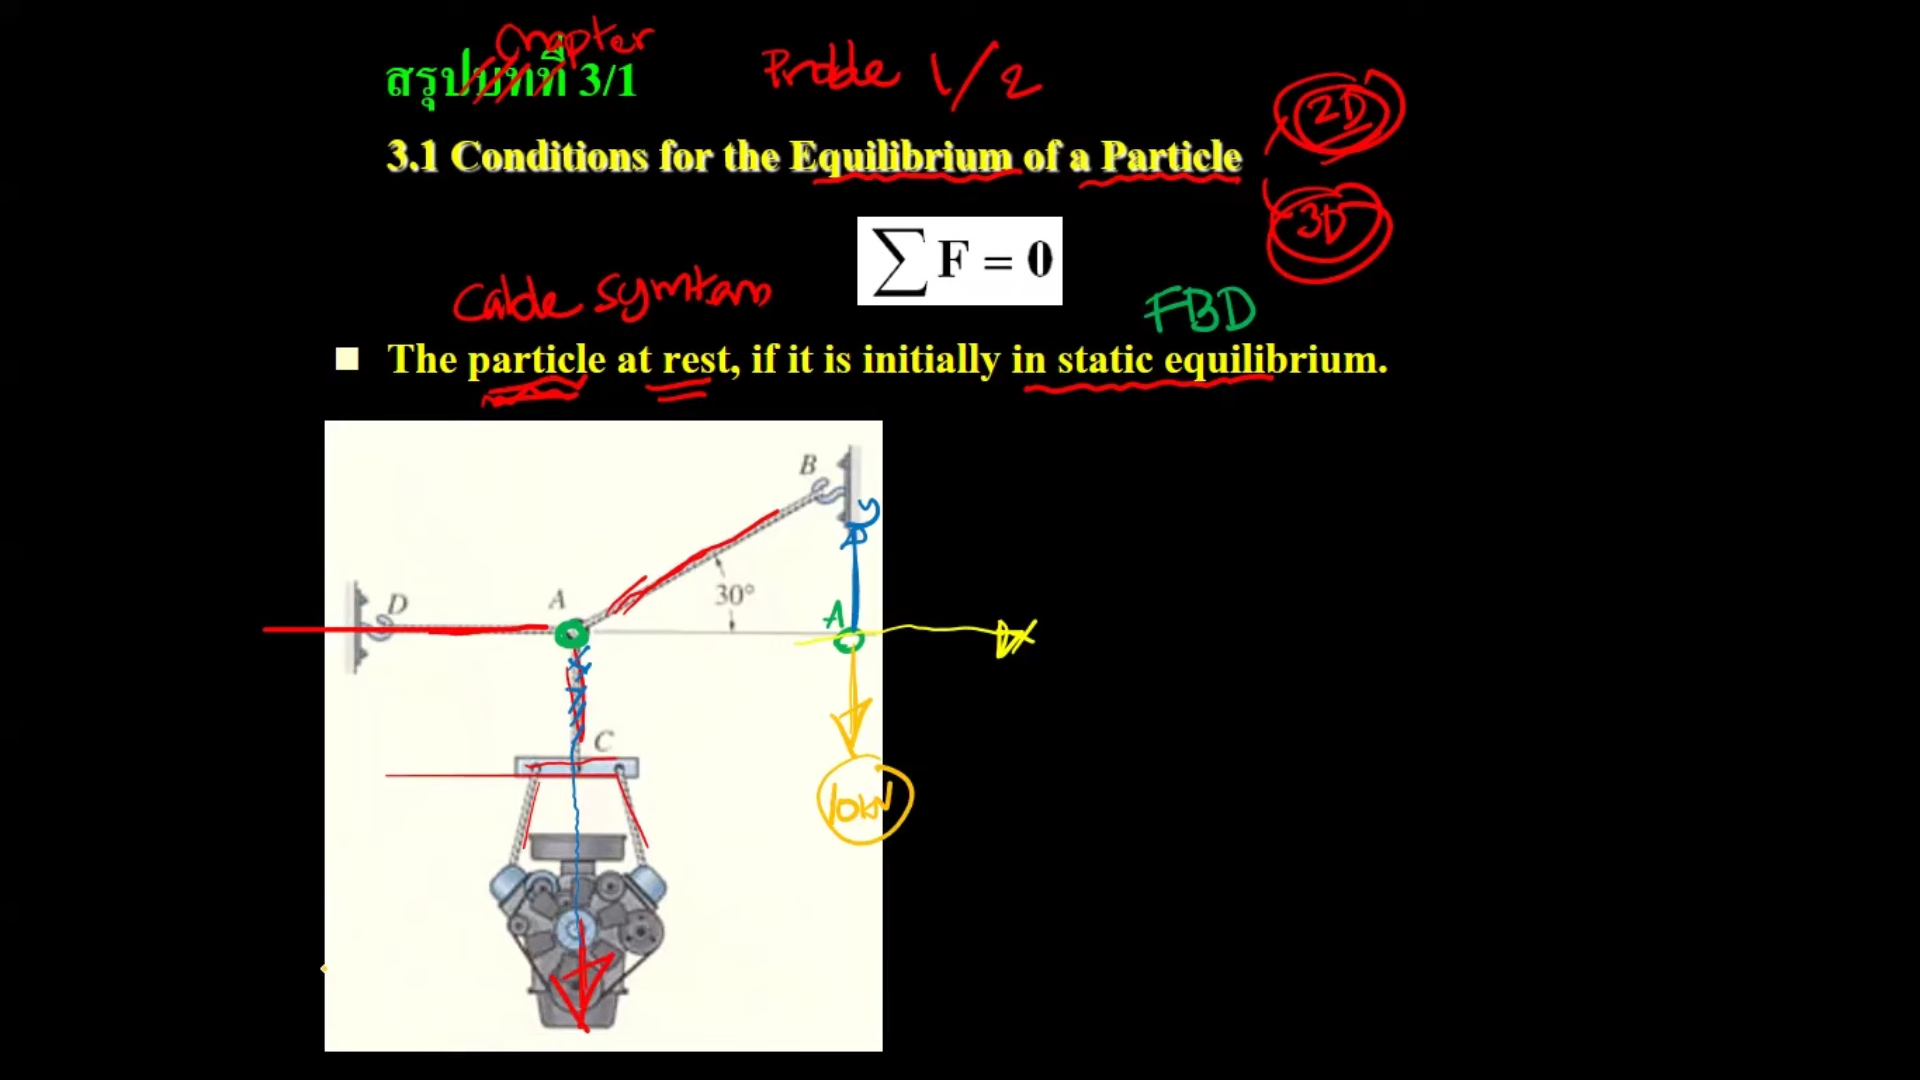 Chapter
สรุปบทที่ 3/1 Proble 1/2
2D
3.1 Conditions for the Equilibrium of a Particle
3D
∑F = 0
Cable symtam
FBD
■ The particle at rest, if it is initially in static equilibrium.
B
y
30°
D
A
A
x
C
10kN